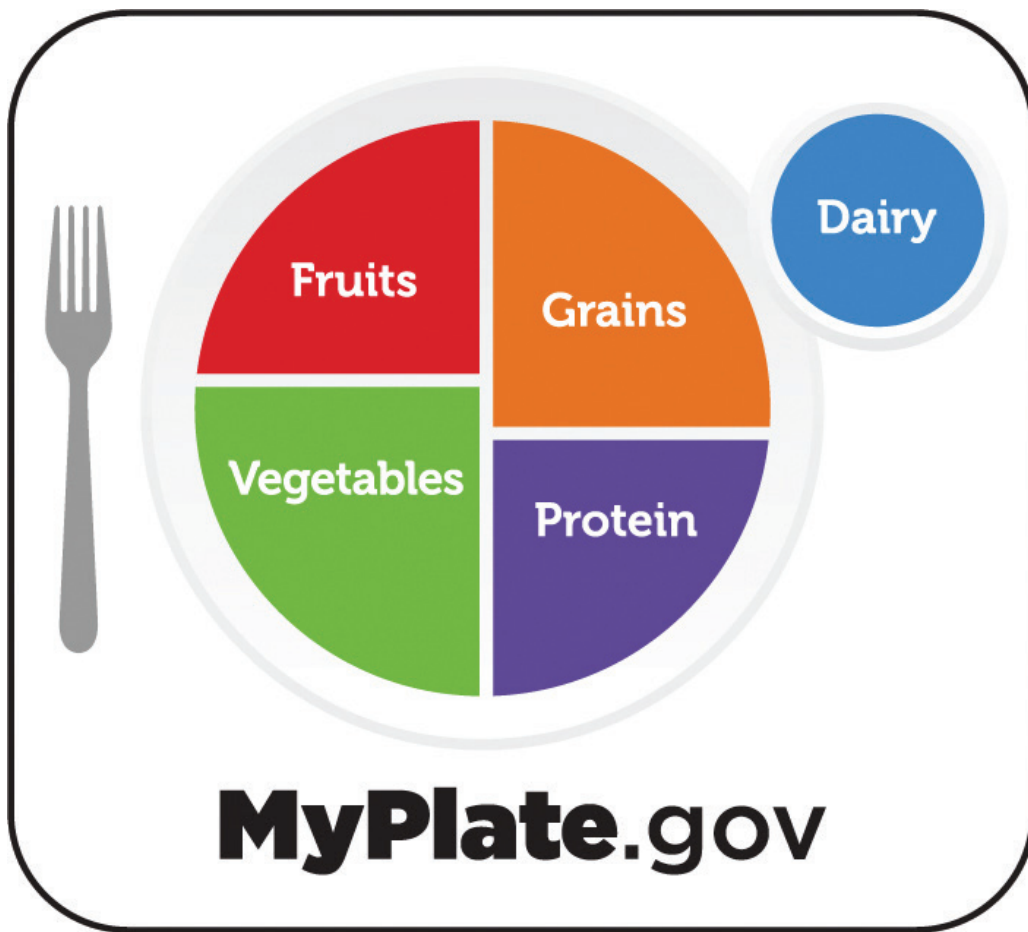 Dairy
Fruits
Grains
Vegetables
Protein
MyPlate.gov